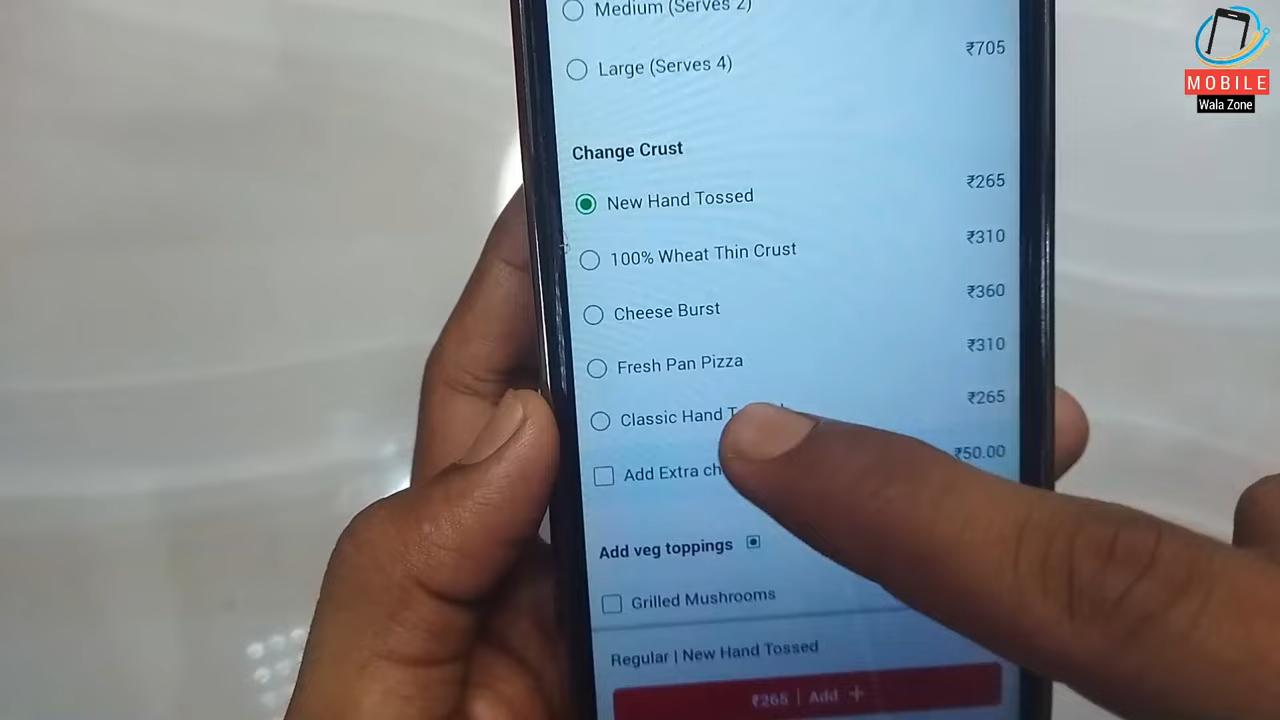 Medium (Serves 2)
Large (Serves 4) ₹705
Change Crust
New Hand Tossed ₹265
100% Wheat Thin Crust ₹310
Cheese Burst ₹360
Fresh Pan Pizza ₹310
Classic Hand ₹265
Add Extra ₹50.00
Add veg toppings
Grilled Mushrooms
Regular | New Hand Tossed
₹265 | Add +
MOBILE
Wala Zone